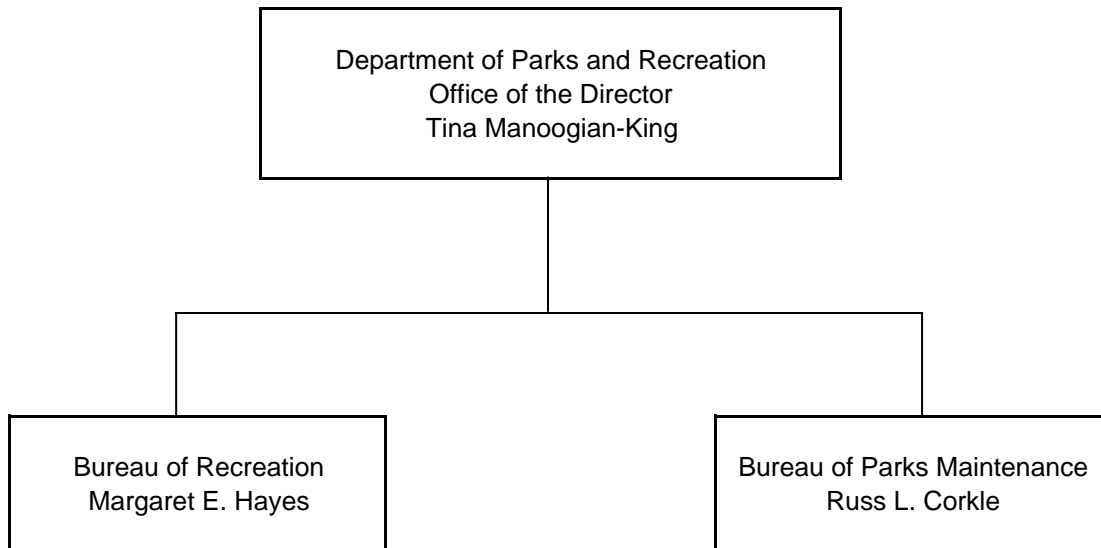 Department of Parks and Recreation
Office of the Director
Tina Manoogian-King
Bureau of Recreation
Margaret E. Hayes
Bureau of Parks Maintenance
Russ L. Corkle